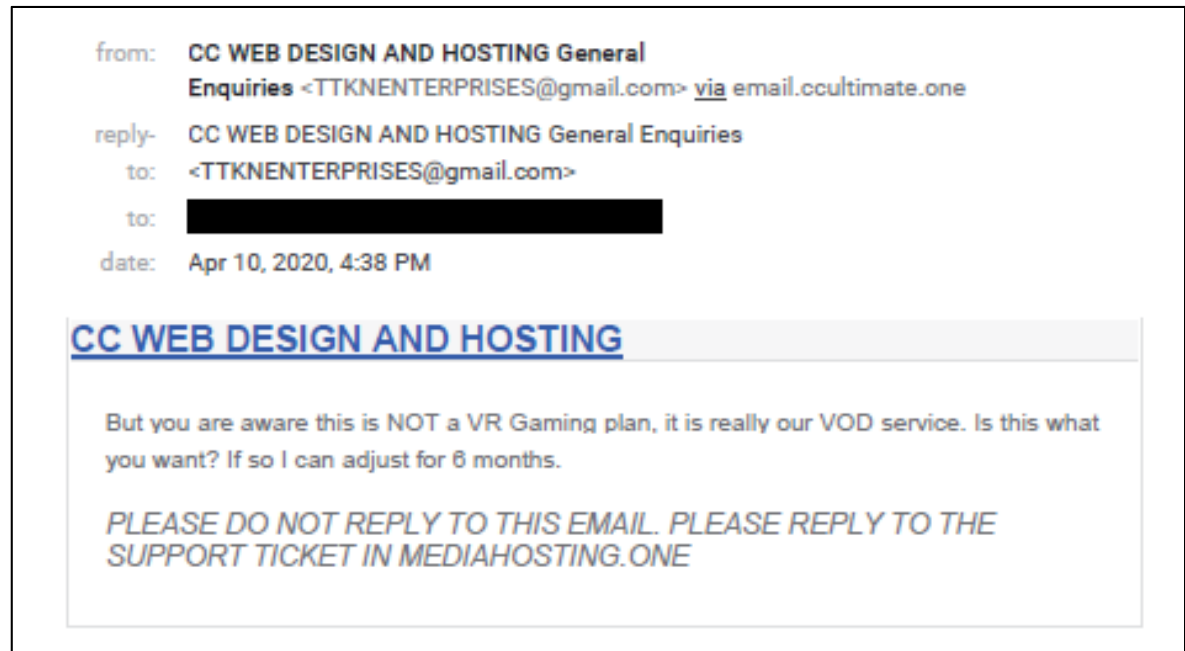 from: CC WEB DESIGN AND HOSTING General
Enquiries <TTKNENTERPRISES@gmail.com> via email.ccultimate.one
reply- CC WEB DESIGN AND HOSTING General Enquiries
to: <TTKNENTERPRISES@gmail.com>
to:
date: Apr 10, 2020, 4:38 PM
CC WEB DESIGN AND HOSTING
But you are aware this is NOT a VR Gaming plan, it is really our VOD service. Is this what
you want? If so I can adjust for 6 months.
PLEASE DO NOT REPLY TO THIS EMAIL. PLEASE REPLY TO THE
SUPPORT TICKET IN MEDIAHOSTING.ONE